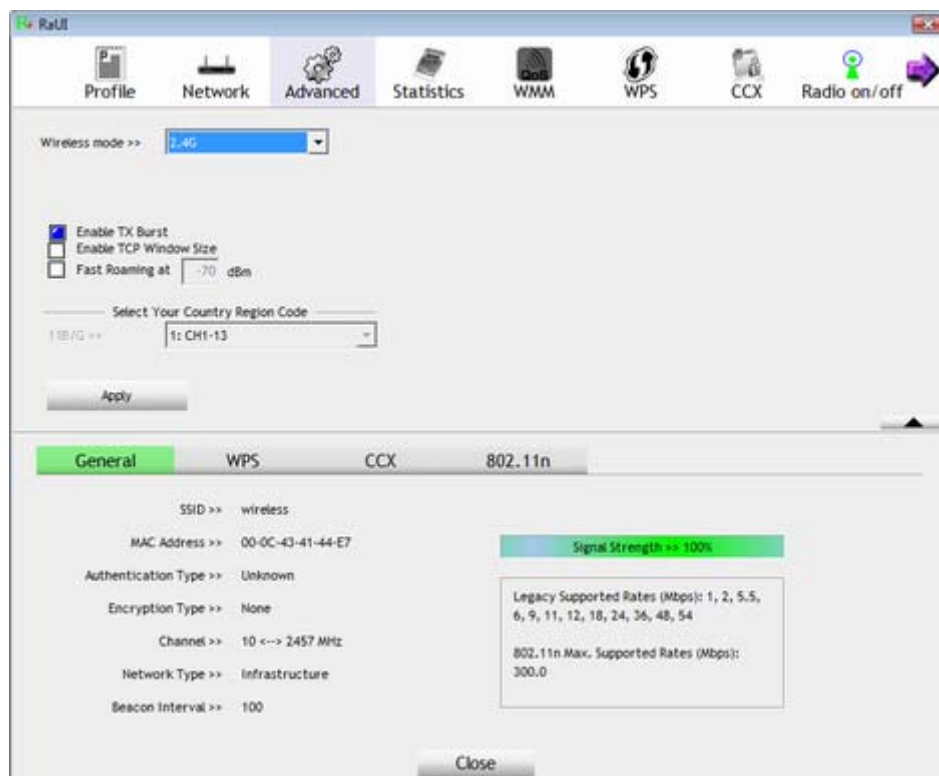 RaUI
Profile Network Advanced Statistics WMM WPS CCX Radio on/off
QoS
Wireless mode >> 2.4G
Enable TX Burst
Enable TCP Window Size
Fast Roaming at -70 dBm
Select Your Country Region Code
11B/G >> 1: CH1-13
Apply
General WPS CCX 802.11n
SSID >> wireless
MAC Address >> 00-0C-43-41-44-E7
Authentication Type >> Unknown
Encryption Type >> None
Channel >> 10 <--> 2457 MHz
Network Type >> Infrastructure
Beacon Interval >> 100
Signal Strength >> 100%
Legacy Supported Rates (Mbps): 1, 2, 5.5,
6, 9, 11, 12, 18, 24, 36, 48, 54
802.11n Max. Supported Rates (Mbps):
300.0
Close